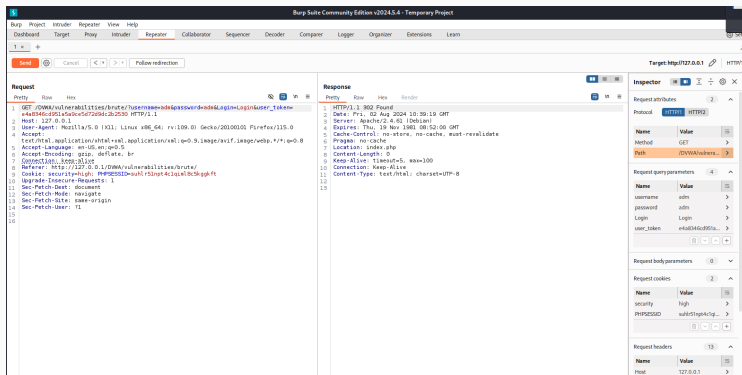 Burp Suite Community Edition v2024.5.4 - Temporary Project
Burp Project Intruder Repeater View Help
Dashboard Target Proxy Intruder Repeater Collaborator Sequencer Decoder Comparer Logger Organizer Extensions Learn
1 × +
Send Cancel < > Follow redirection Target: http://127.0.0.1 HTTP/
Request
Pretty Raw Hex
1 GET /DVWA/vulnerabilities/brute/?username=adm&password=adm&Login=Login&user_token=
HTTP/1.1
2 Host: 127.0.0.1
3 User-Agent: Mozilla/5.0 (X11; Linux x86_64; rv:109.0) Gecko/20100101 Firefox/115.0
4 Accept:
text/html,application/xhtml+xml,application/xml;q=0.9,image/avif,image/webp,*/*;q=0.8
5 Accept-Language: en-US,en;q=0.5
6 Accept-Encoding: gzip, deflate, br
7 Connection: keep-alive
8 Referer: http://127.0.0.1/DVWA/vulnerabilities/brute/
9 Cookie: security=high; PHPSESSID=
10 Upgrade-Insecure-Requests: 1
11 Sec-Fetch-Dest: document
12 Sec-Fetch-Mode: navigate
13 Sec-Fetch-Site: same-origin
14 Sec-Fetch-User: ?1
15
16
Response
Pretty Raw Hex Render
1 HTTP/1.1 302 Found
2 Date: Fri, 02 Aug 2024 10:39:19 GMT
3 Server: Apache/2.4.61 (Debian)
4 Expires: Thu, 19 Nov 1981 08:52:00 GMT
5 Cache-Control: no-store, no-cache, must-revalidate
6 Pragma: no-cache
7 Location: index.php
8 Content-Length: 0
9 Keep-Alive: timeout=5, max=100
10 Connection: Keep-Alive
11 Content-Type: text/html; charset=UTF-8
12
13
Inspector
Request attributes 2
Protocol HTTP/1 HTTP/2
Name Value
Method GET
Path /DVWA/vulnera...
Request query parameters 4
Name Value
username adm
password adm
Login Login
user_token e4a8346cd951a...
Request body parameters 0
Request cookies 2
Name Value
security high
PHPSESSID
Request headers 13
Name Value
Host 127.0.0.1